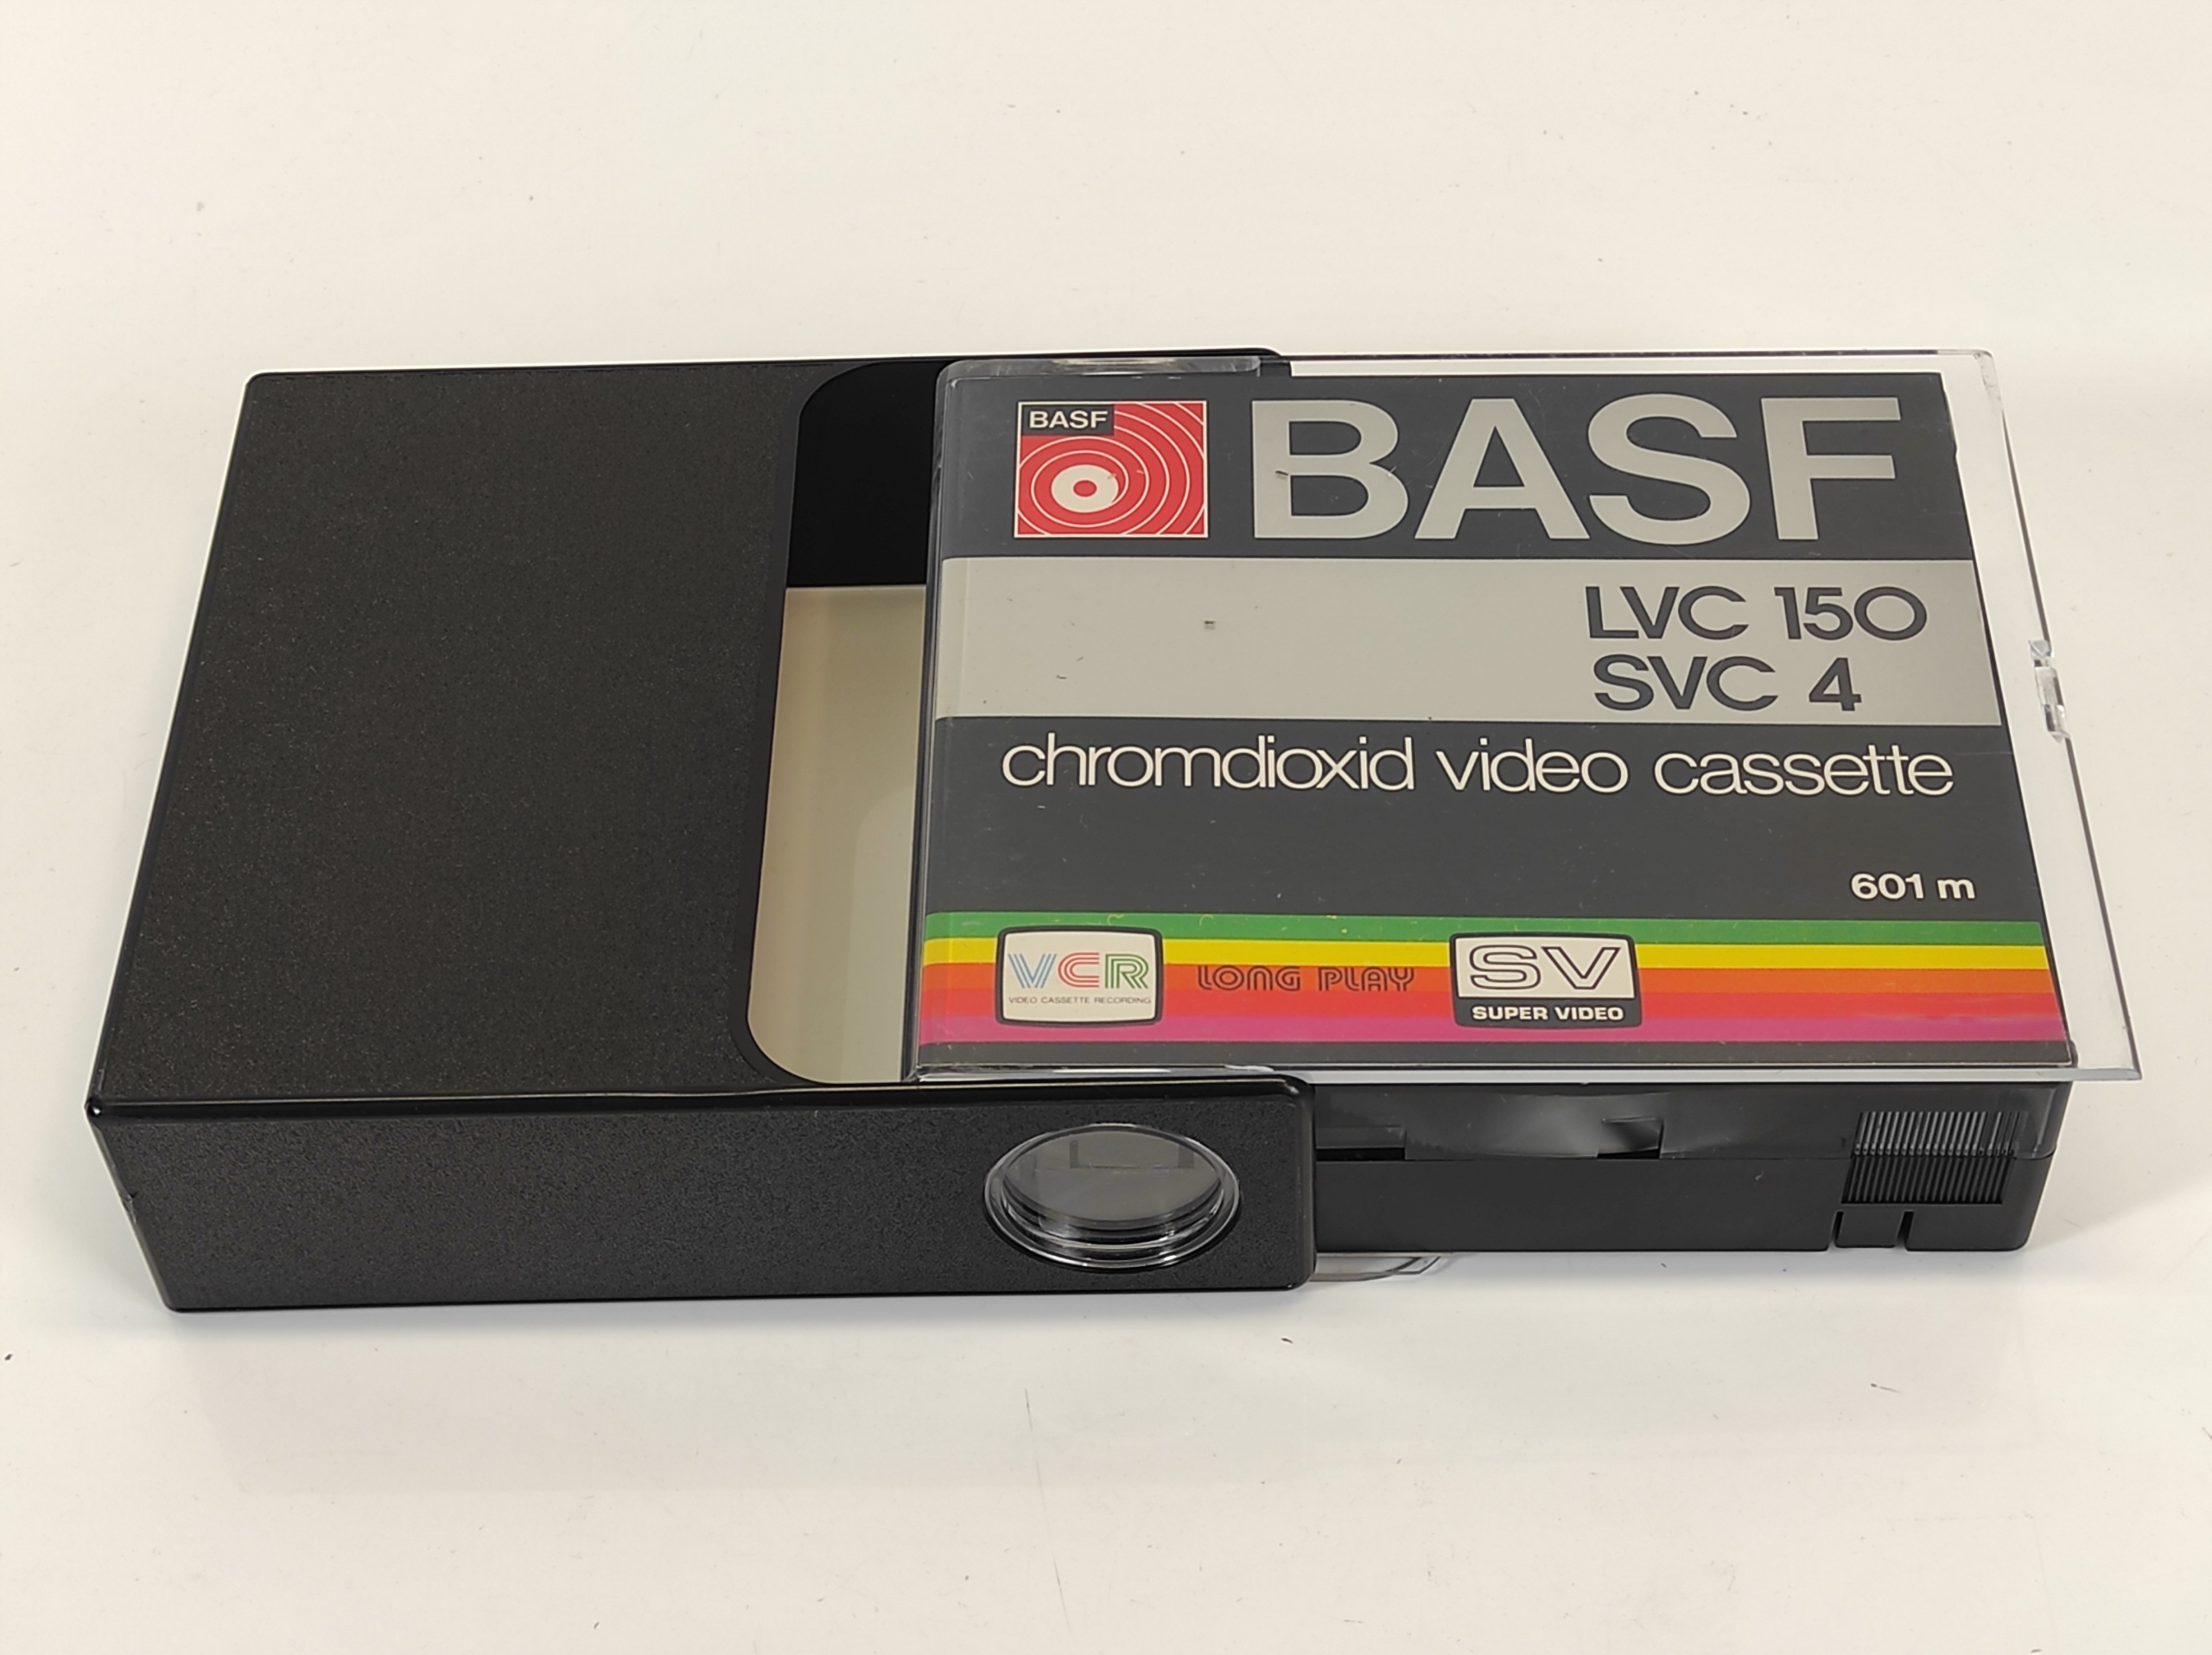 BASF
BASF
LVC 150
SVC 4
chromdioxid video cassette
601 m
VCR
VIDEO CASSETTE RECORDING
LONG PLAY
SV
SUPER VIDEO